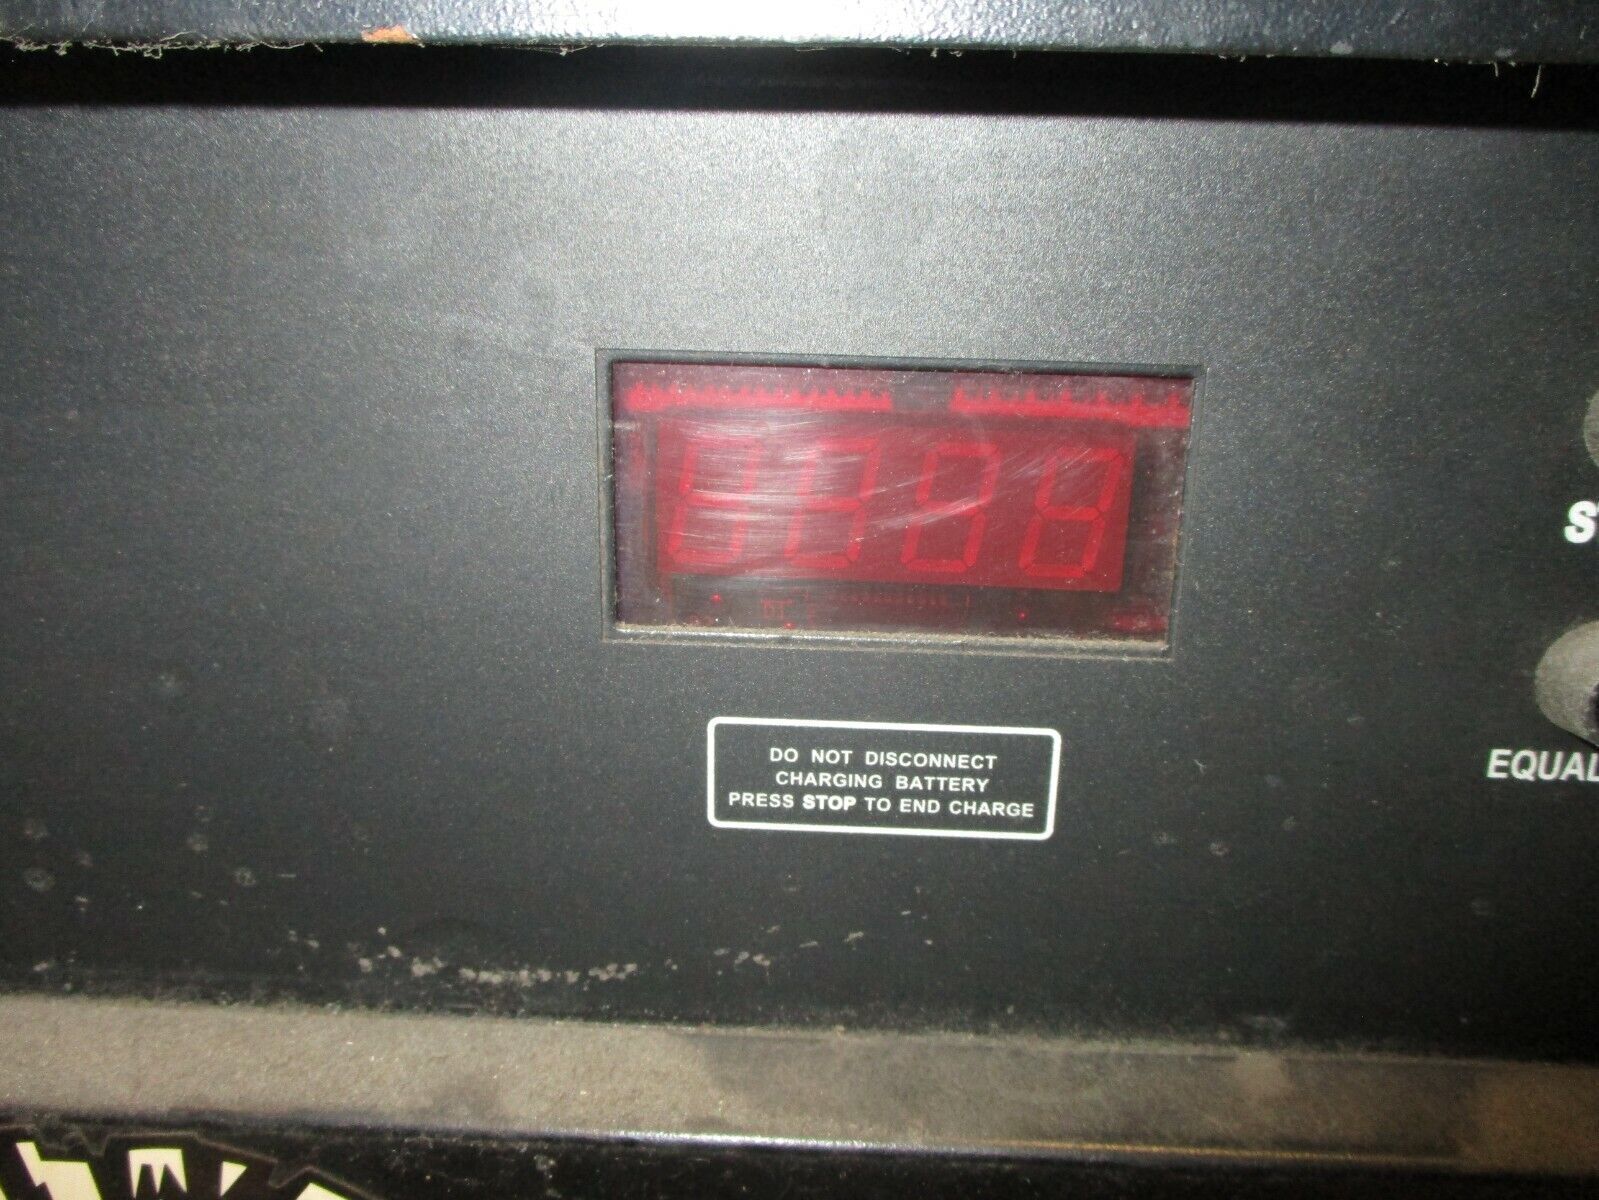 DO NOT DISCONNECT
CHARGING BATTERY
PRESS STOP TO END CHARGE
EQUAL